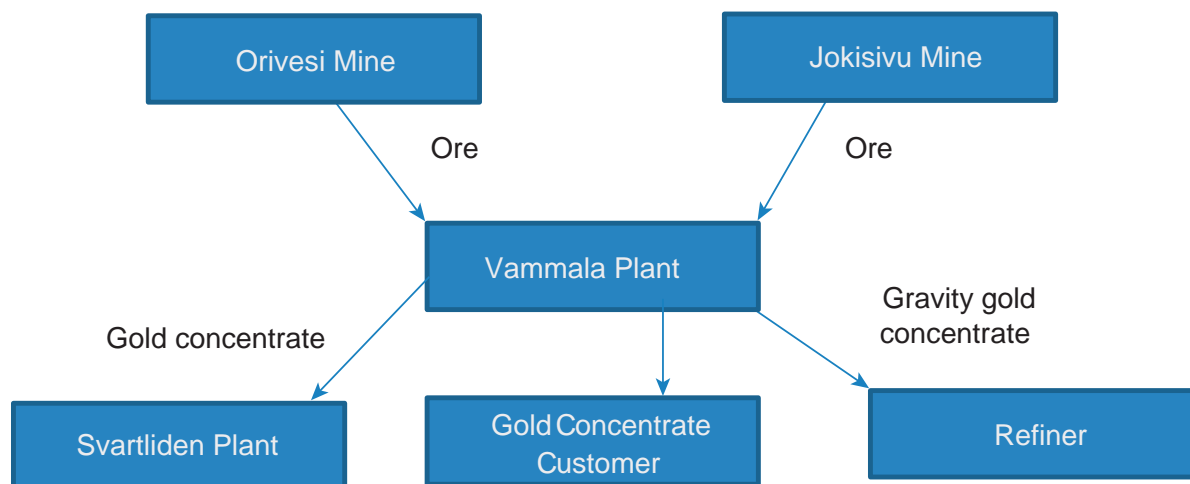 Orivesi Mine
Jokisivu Mine
Ore
Ore
Vammala Plant
Gold concentrate
Gravity gold
concentrate
Svartliden Plant
Gold Concentrate
Customer
Refiner